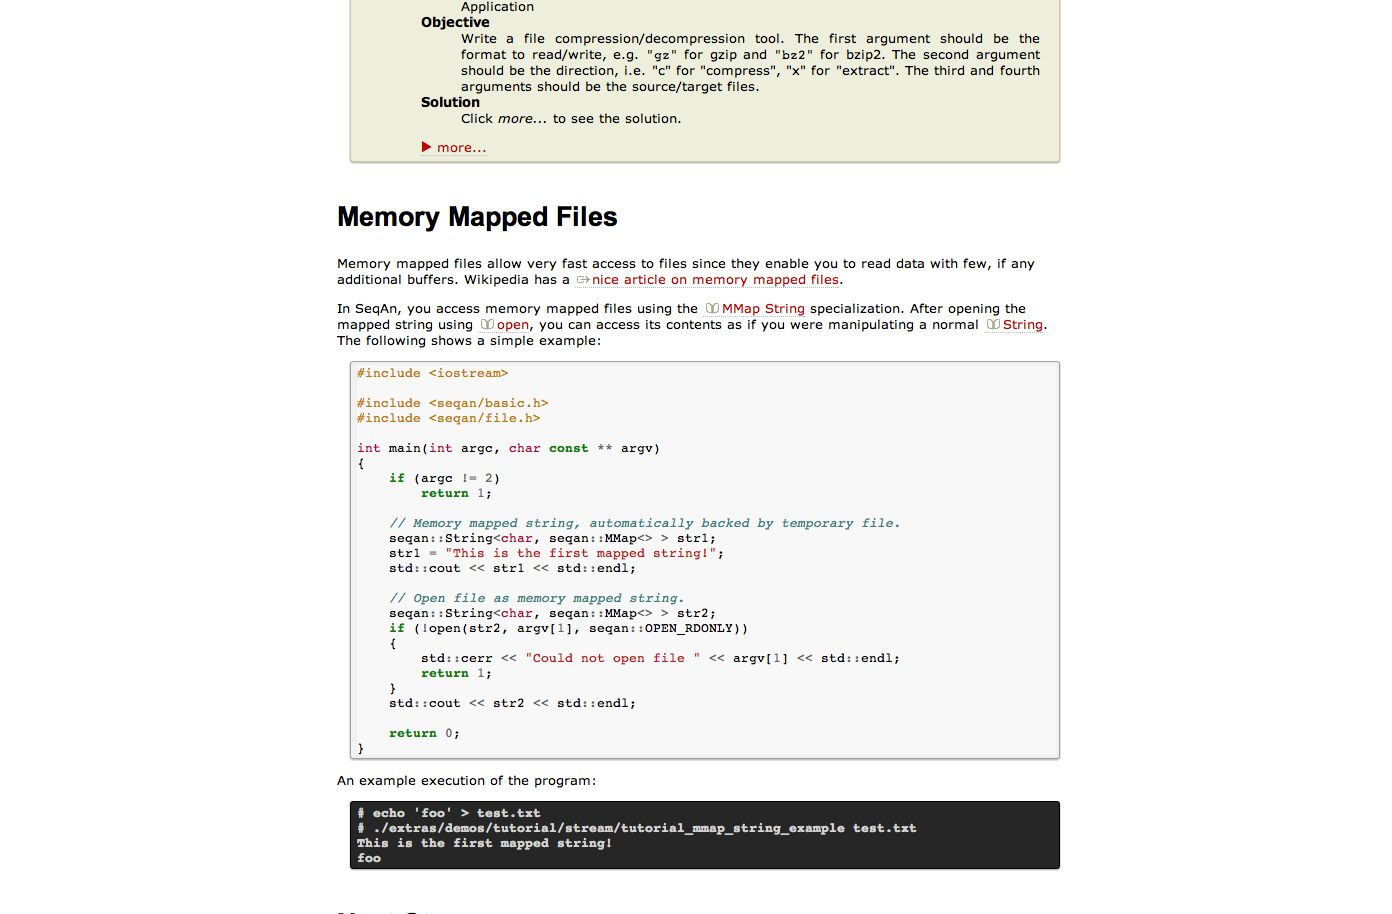 Application
Objective
Write a file compression/decompression tool. The first argument should be the
format to read/write, e.g. "gz" for gzip and "bz2" for bzip2. The second argument
should be the direction, i.e. "c" for "compress", "x" for "extract". The third and fourth
arguments should be the source/target files.
Solution
Click more... to see the solution.
more...
Memory Mapped Files
Memory mapped files allow very fast access to files since they enable you to read data with few, if any
additional buffers. Wikipedia has a nice article on memory mapped files.
In SeqAn, you access memory mapped files using the MMap String specialization. After opening the
mapped string using open, you can access its contents as if you were manipulating a normal String.
The following shows a simple example:
#include <iostream>
#include <seqan/basic.h>
#include <seqan/file.h>
int main(int argc, char const ** argv)
{
if (argc != 2)
return 1;
// Memory mapped string, automatically backed by temporary file.
seqan::String<char, seqan::MMap<> > str1;
str1 = "This is the first mapped string!";
std::cout << str1 << std::endl;
// Open file as memory mapped string.
seqan::String<char, seqan::MMap<> > str2;
if (!open(str2, argv[1], seqan::OPEN_RDONLY))
{
std::cerr << "Could not open file " << argv[1] << std::endl;
return 1;
}
std::cout << str2 << std::endl;
return 0;
}
An example execution of the program:
# echo 'foo' > test.txt
# ./extras/demos/tutorial/stream/tutorial_mmap_string_example test.txt
This is the first mapped string!
foo